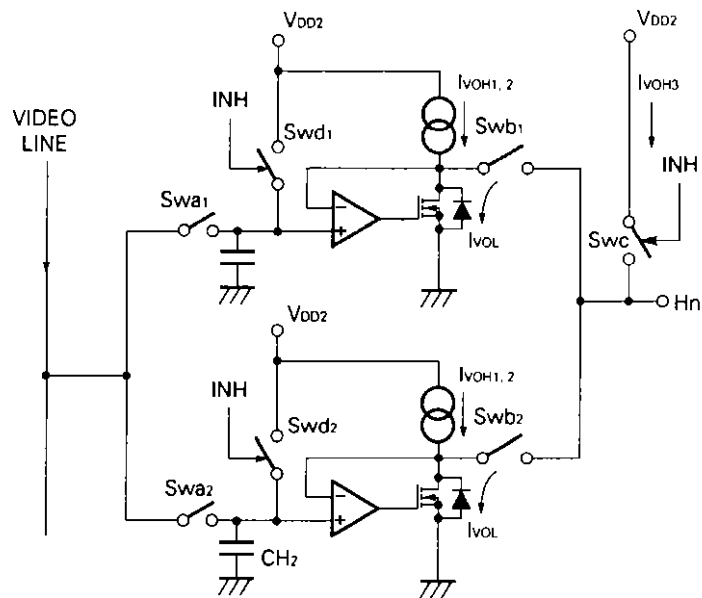 VDD2
VDD2
IVOH1, 2
IVOH3
INH
Swd1
Swb1
VIDEO
LINE
INH
Swa1
Swc
IVOL
Hn
VDD2
IVOH1, 2
INH
Swd2
Swb2
Swa2
CH2
IVOL